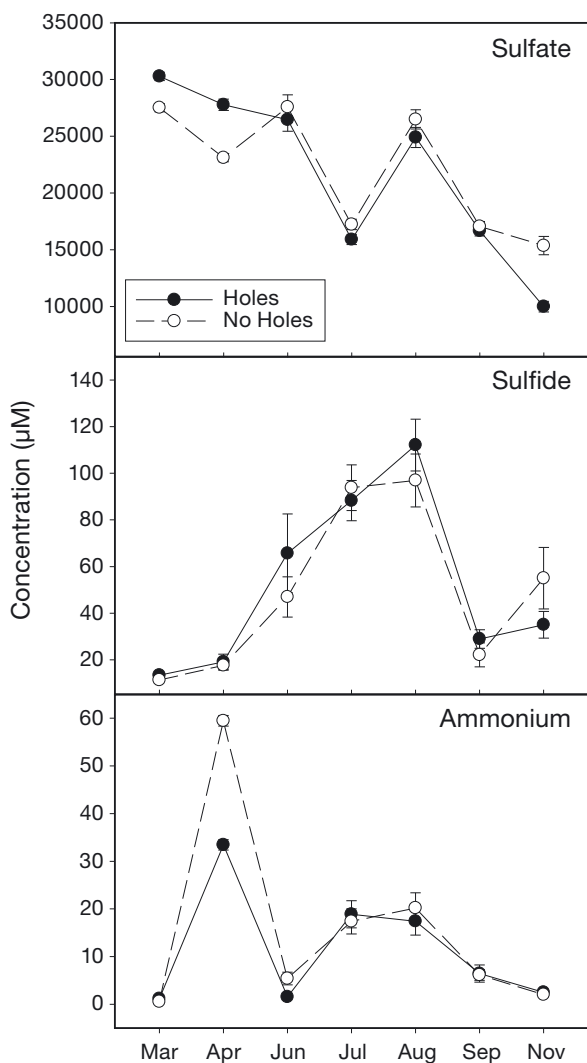 35000
Sulfate
30000
25000
20000
15000
10000
Holes
No Holes
Concentration (µM)
Sulfide
140
120
100
80
60
40
20
Ammonium
60
50
40
30
20
10
0
Mar Apr Jun Jul Aug Sep Nov